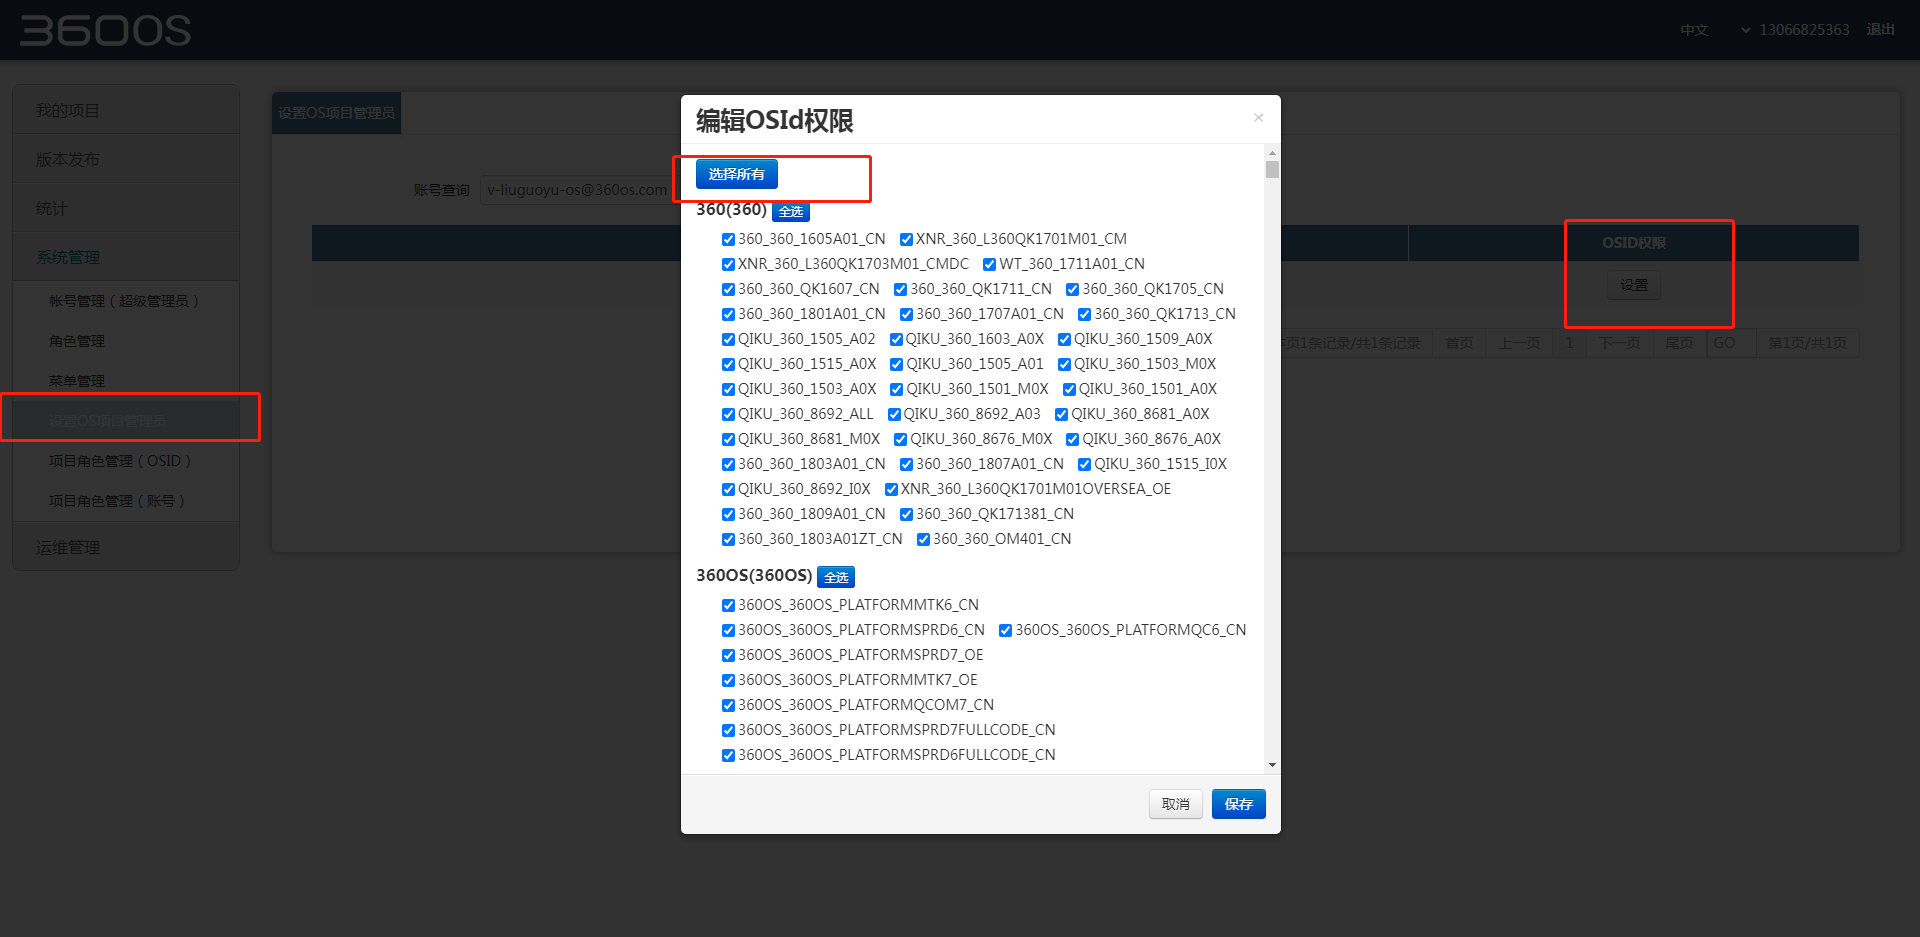 360OS
中文 13066825363 退出
我的项目
版本发布
统计
系统管理
帐号管理（超级管理员）
角色管理
菜单管理
设置OS项目管理员
项目角色管理（OSID）
项目角色管理（账号）
运维管理
设置OS项目管理员
账号查询 v-liuguoyu-os@360os.com
OSID权限
设置
页1条记录/共1条记录 首页 上一页 1 下一页 尾页 GO 第1页/共1页
编辑OSId权限 ×
选择所有
360(360) 全选
360_360_1605A01_CN XNR_360_L360QK1701M01_CM
XNR_360_L360QK1703M01_CMDC WT_360_1711A01_CN
360_360_QK1607_CN 360_360_QK1711_CN 360_360_QK1705_CN
360_360_1801A01_CN 360_360_1707A01_CN 360_360_QK1713_CN
QIKU_360_1505_A02 QIKU_360_1603_A0X QIKU_360_1509_A0X
QIKU_360_1515_A0X QIKU_360_1505_A01 QIKU_360_1503_M0X
QIKU_360_1503_A0X QIKU_360_1501_M0X QIKU_360_1501_A0X
QIKU_360_8692_ALL QIKU_360_8692_A03 QIKU_360_8681_A0X
QIKU_360_8681_M0X QIKU_360_8676_M0X QIKU_360_8676_A0X
360_360_1803A01_CN 360_360_1807A01_CN QIKU_360_1515_I0X
QIKU_360_8692_I0X XNR_360_L360QK1701M01OVERSEA_OE
360_360_1809A01_CN 360_360_QK171381_CN
360_360_1803A01ZT_CN 360_360_OM401_CN
360OS(360OS) 全选
360OS_360OS_PLATFORMMTK6_CN
360OS_360OS_PLATFORMSPRD6_CN 360OS_360OS_PLATFORMQC6_CN
360OS_360OS_PLATFORMSPRD7_OE
360OS_360OS_PLATFORMMTK7_OE
360OS_360OS_PLATFORMQCOM7_CN
360OS_360OS_PLATFORMSPRD7FULLCODE_CN
360OS_360OS_PLATFORMSPRD6FULLCODE_CN
取消 保存